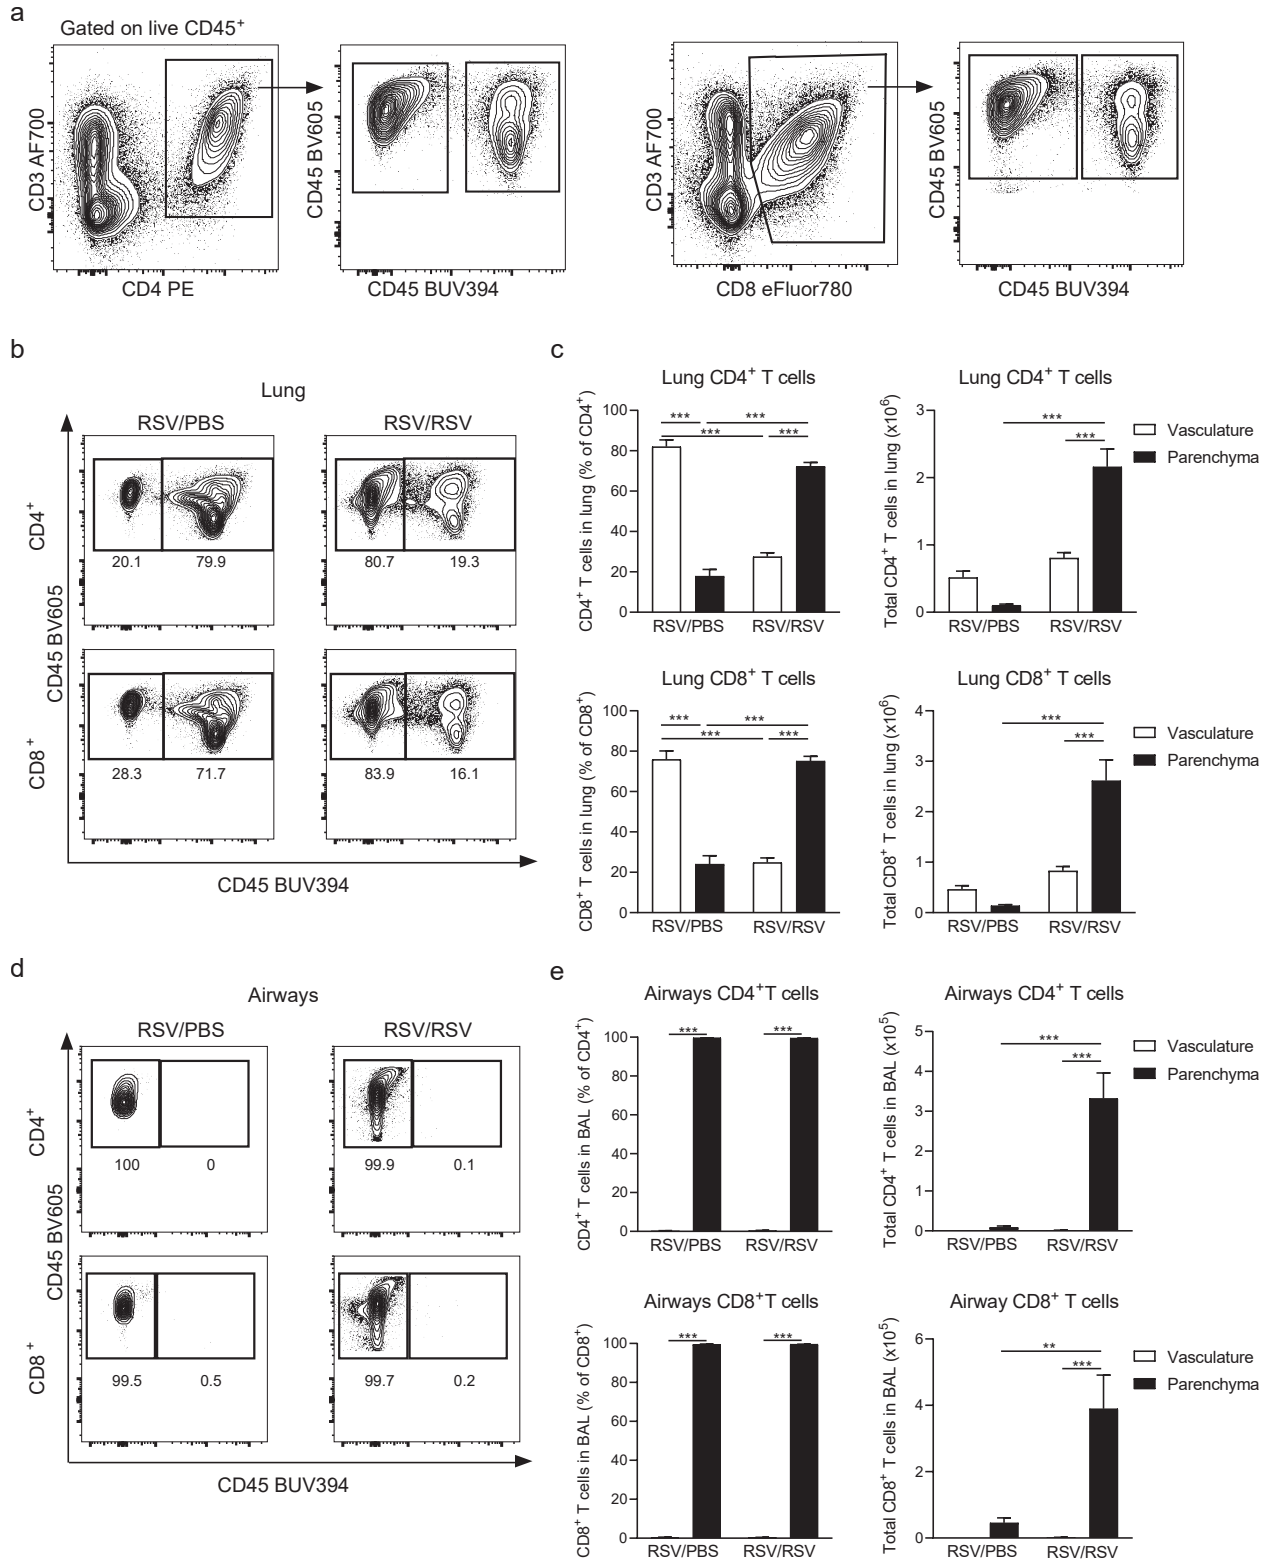 a
Gated on live CD45+
CD3 AF700
CD4 PE
CD45 BV605
CD45 BUV394
CD3 AF700
CD8 eFluor780
CD45 BV605
CD45 BUV394
b
Lung
RSV/PBS
RSV/RSV
CD4+
20.1
79.9
80.7
19.3
CD45 BV605
CD8+
28.3
71.7
83.9
16.1
CD45 BUV394
c
Lung CD4+ T cells
CD4+ T cells in lung (% of CD4+)
100
80
60
40
20
0
***
***
***
***
RSV/PBS
RSV/RSV
Lung CD4+ T cells
Total CD4+ T cells in lung (x10^6)
3
2
1
0
***
***
RSV/PBS
RSV/RSV
Vasculature
Parenchyma
Lung CD8+ T cells
CD8+ T cells in lung (% of CD8+)
100
80
60
40
20
0
***
***
***
***
RSV/PBS
RSV/RSV
Lung CD8+ T cells
Total CD8+ T cells in lung (x10^6)
4
3
2
1
0
***
***
RSV/PBS
RSV/RSV
Vasculature
Parenchyma
d
Airways
RSV/PBS
RSV/RSV
CD4+
100
0
99.9
0.1
CD45 BV605
CD8+
99.5
0.5
99.7
0.2
CD45 BUV394
e
Airways CD4+T cells
CD4+ T cells in BAL (% of CD4+)
100
80
60
40
20
0
***
***
RSV/PBS
RSV/RSV
Airways CD4+ T cells
Total CD4+ T cells in BAL (x10^5)
5
4
3
2
1
0
***
***
RSV/PBS
RSV/RSV
Vasculature
Parenchyma
Airways CD8+T cells
CD8+ T cells in BAL (% of CD8+)
100
80
60
40
20
0
***
***
RSV/PBS
RSV/RSV
Airway CD8+ T cells
Total CD8+ T cells in BAL (x10^5)
6
4
2
0
**
***
RSV/PBS
RSV/RSV
Vasculature
Parenchyma